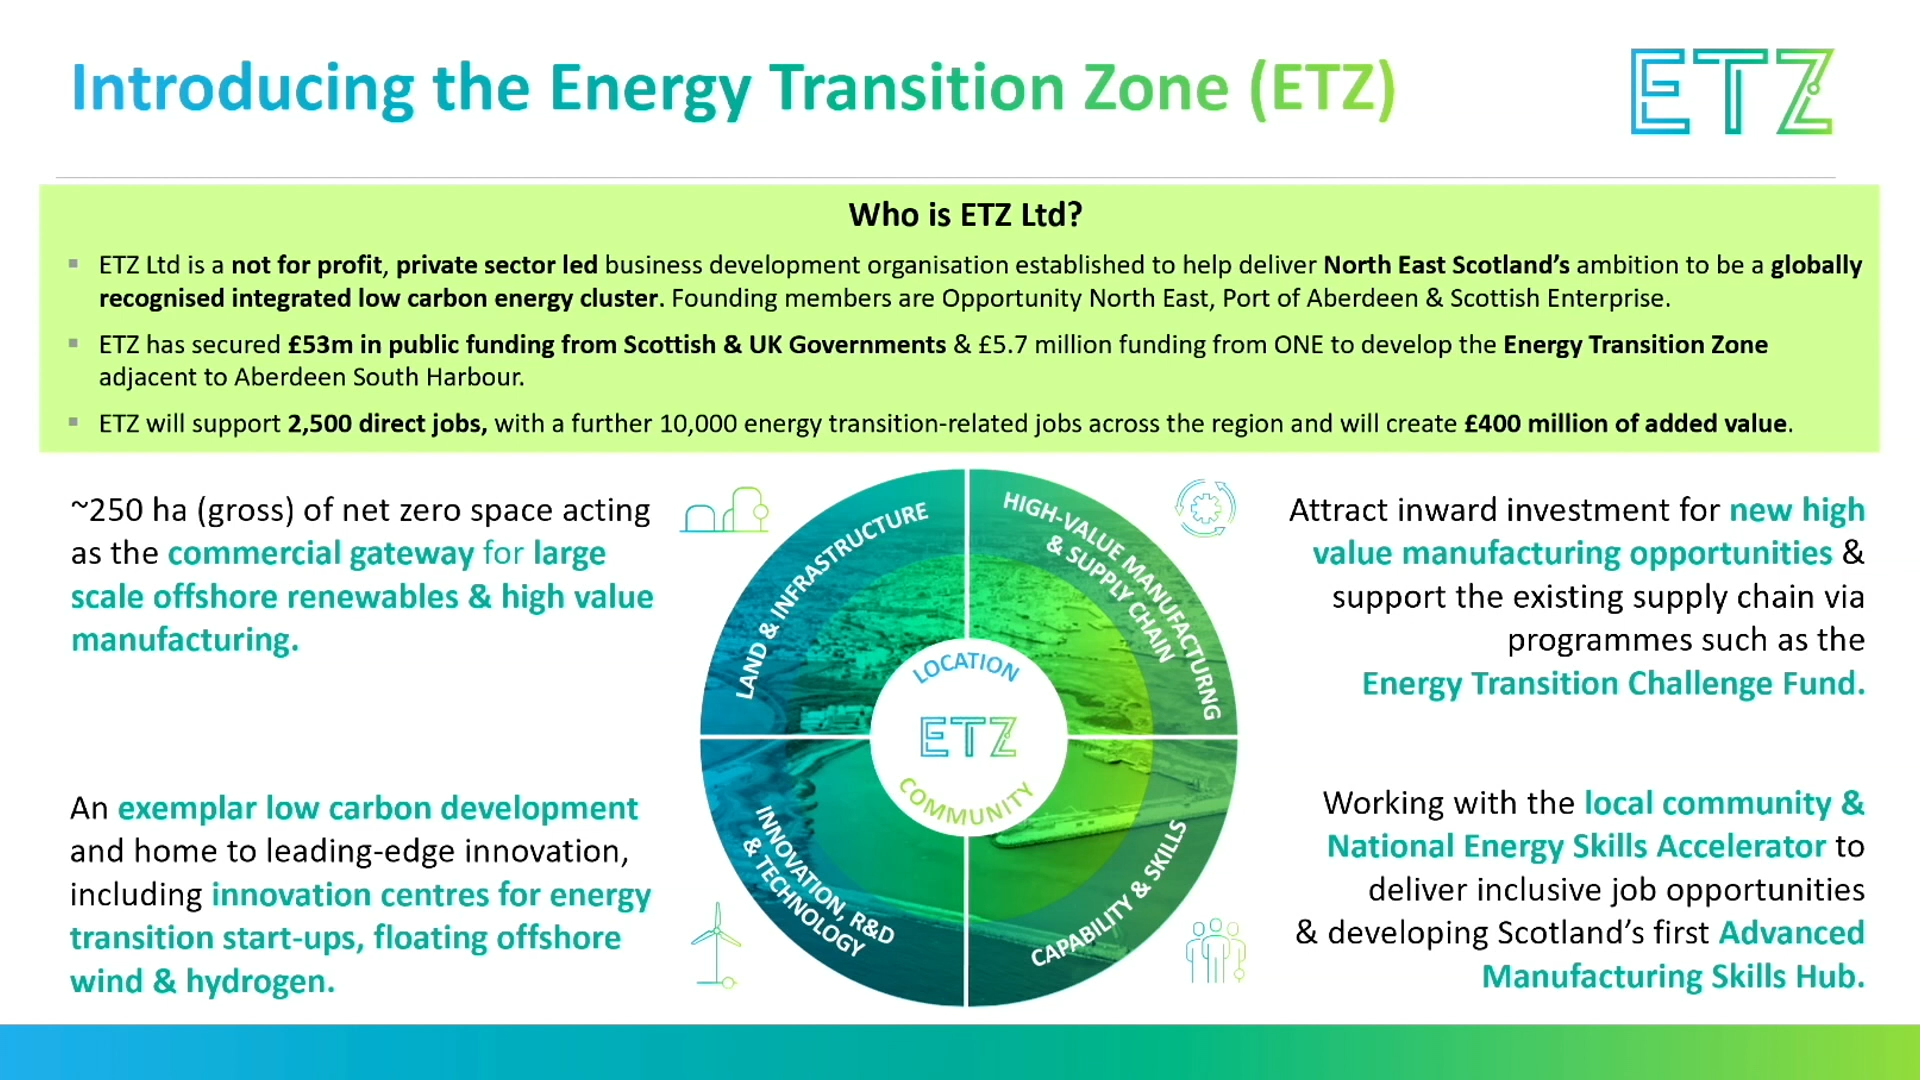 Introducing the Energy Transition Zone (ETZ)
ETZ
Who is ETZ Ltd?
ETZ Ltd is a not for profit, private sector led business development organisation established to help deliver North East Scotland's ambition to be a globally
recognised integrated low carbon energy cluster. Founding members are Opportunity North East, Port of Aberdeen & Scottish Enterprise.
ETZ has secured £53m in public funding from Scottish & UK Governments & £5.7 million funding from ONE to develop the Energy Transition Zone
adjacent to Aberdeen South Harbour.
ETZ will support 2,500 direct jobs, with a further 10,000 energy transition-related jobs across the region and will create £400 million of added value.
~250 ha (gross) of net zero space acting
as the commercial gateway for large
scale offshore renewables & high value
manufacturing.
An exemplar low carbon development
and home to leading-edge innovation,
including innovation centres for energy
transition start-ups, floating offshore
wind & hydrogen.
LAND & INFRASTRUCTURE
HIGH-VALUE MANUFACTURNG
& SUPPLY CHAIN
LOCATION
ETZ
COMMUNITY
INNOVATION, R&D
& TECHNOLOGY
CAPABILITY & SKILLS
Attract inward investment for new high
value manufacturing opportunities &
support the existing supply chain via
programmes such as the
Energy Transition Challenge Fund.
Working with the local community &
National Energy Skills Accelerator to
deliver inclusive job opportunities
& developing Scotland's first Advanced
Manufacturing Skills Hub.